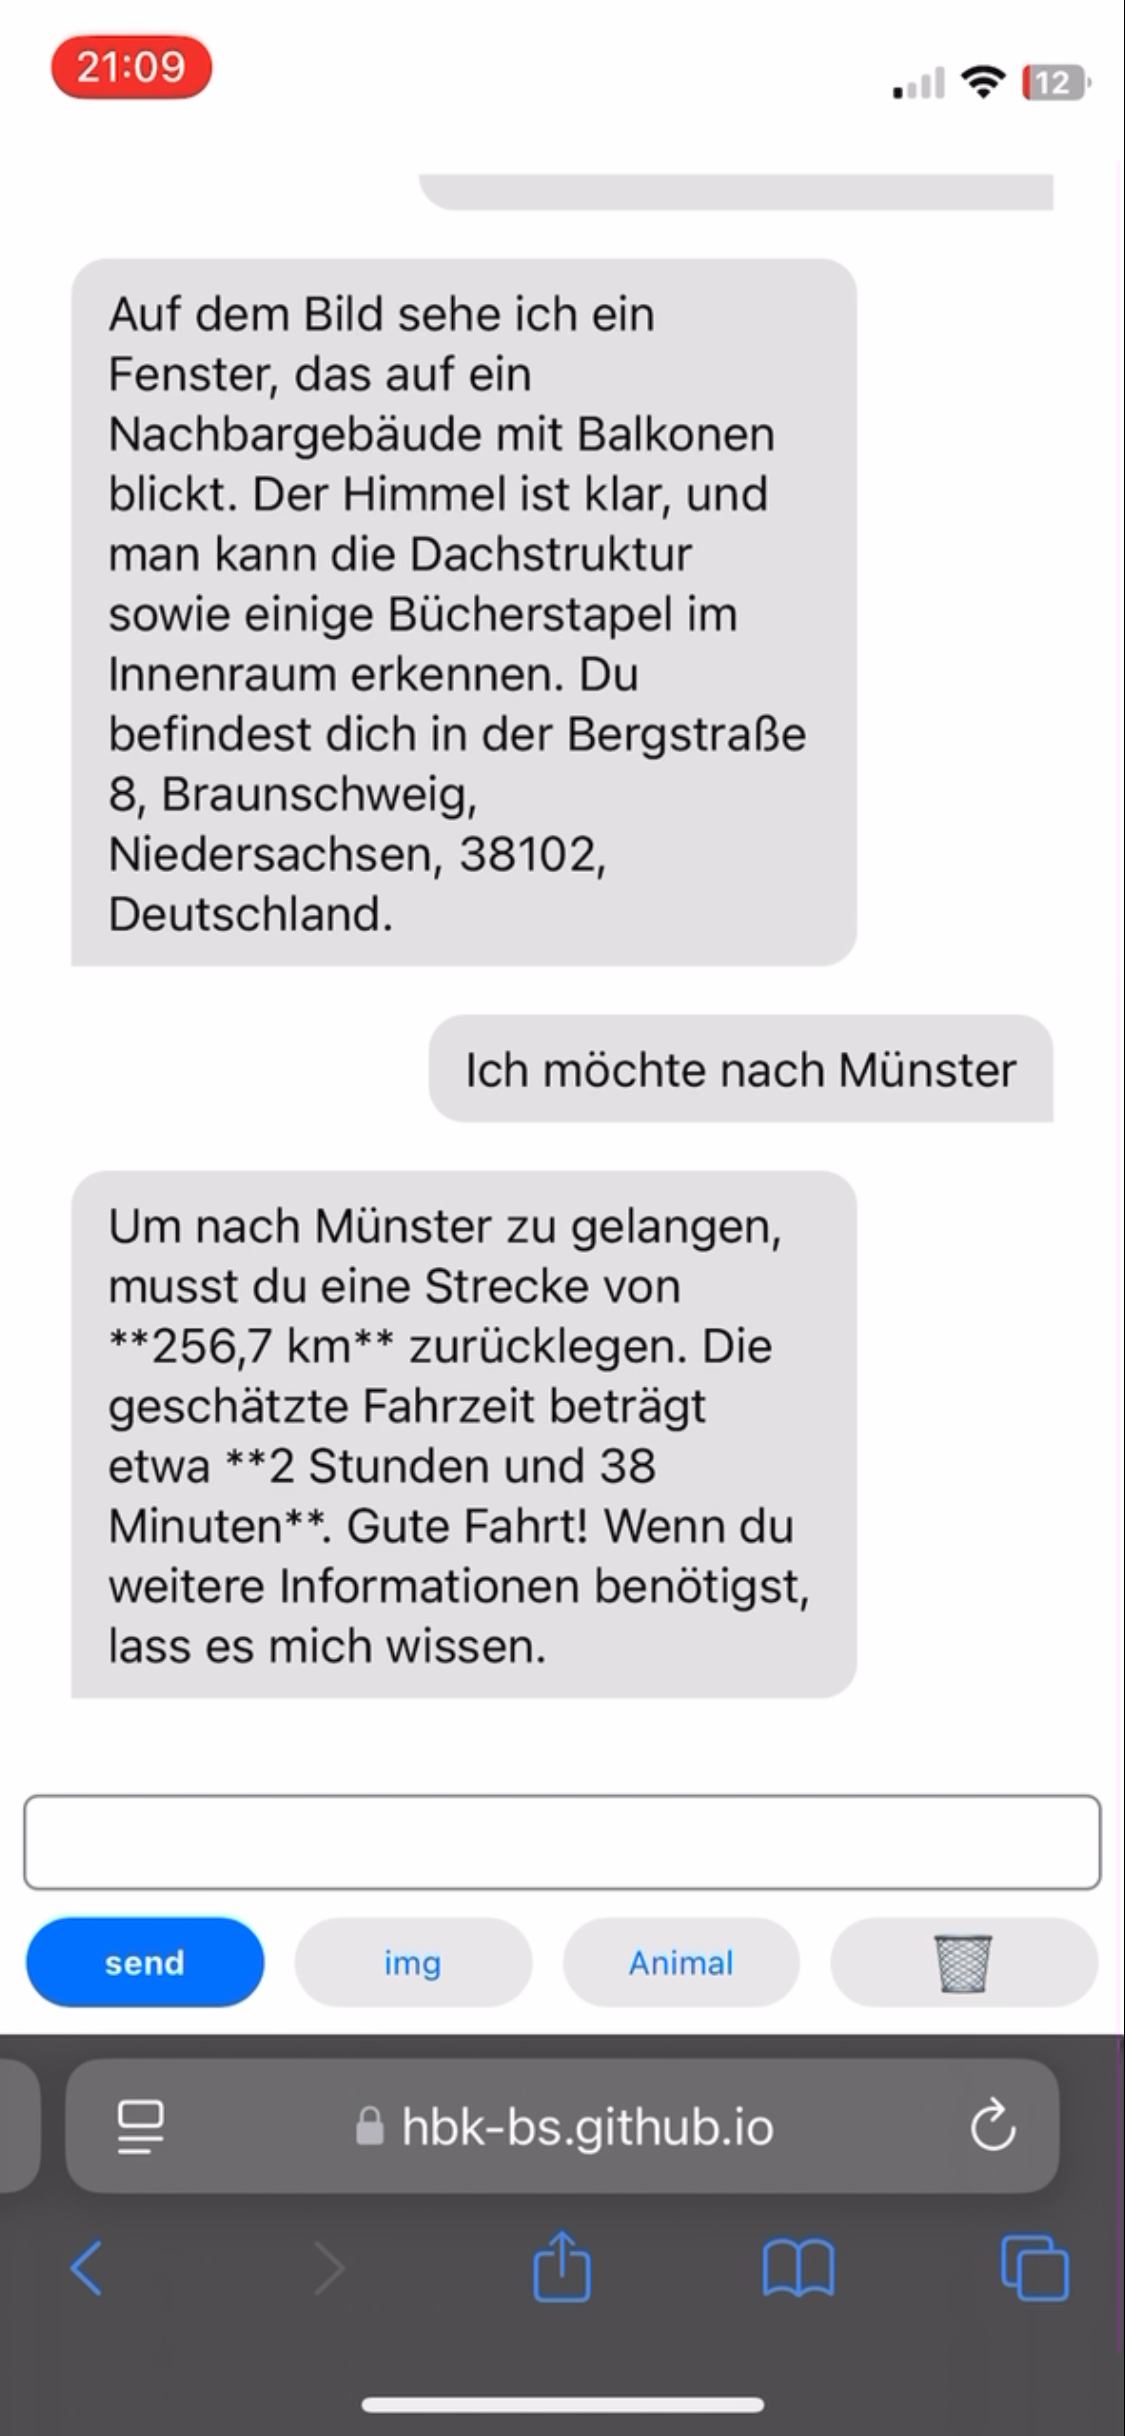 21:09
12
Auf dem Bild sehe ich ein
Fenster, das auf ein
Nachbargebäude mit Balkonen
blickt. Der Himmel ist klar, und
man kann die Dachstruktur
sowie einige Bücherstapel im
Innenraum erkennen. Du
befindest dich in der Bergstraße
8, Braunschweig,
Niedersachsen, 38102,
Deutschland.
Ich möchte nach Münster
Um nach Münster zu gelangen,
musst du eine Strecke von
**256,7 km** zurücklegen. Die
geschätzte Fahrzeit beträgt
etwa **2 Stunden und 38
Minuten**. Gute Fahrt! Wenn du
weitere Informationen benötigst,
lass es mich wissen.
send img Animal
hbk-bs.github.io